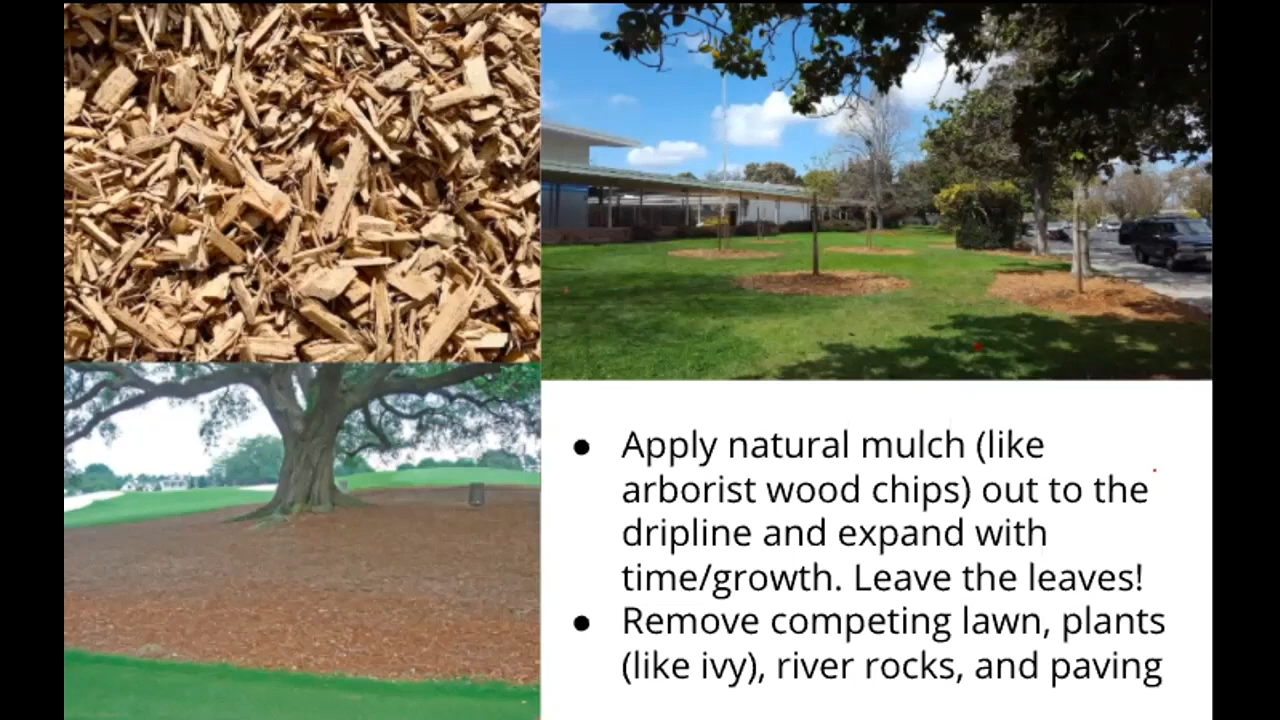 ● Apply natural mulch (like
arborist wood chips) out to the
dripline and expand with
time/growth. Leave the leaves!
● Remove competing lawn, plants
(like ivy), river rocks, and paving